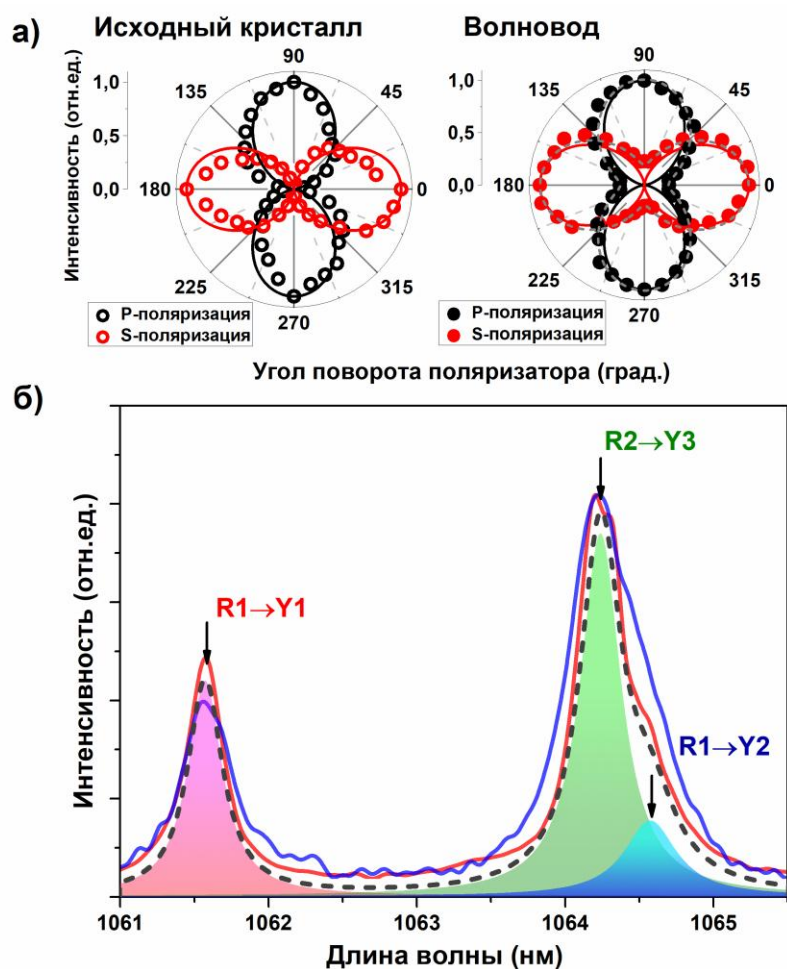 а)
Исходный кристалл
Волновод
Интенсивность (отн.ед.)
1,0
0,5
0,0
90
135
45
180
0
225
315
270
P-поляризация
S-поляризация
1,0
0,5
0,0
90
135
45
180
0
225
315
270
P-поляризация
S-поляризация
Угол поворота поляризатора (град.)
б)
Интенсивность (отн.ед.)
R2→Y3
R1→Y1
R1→Y2
1061
1062
1063
1064
1065
Длина волны (нм)